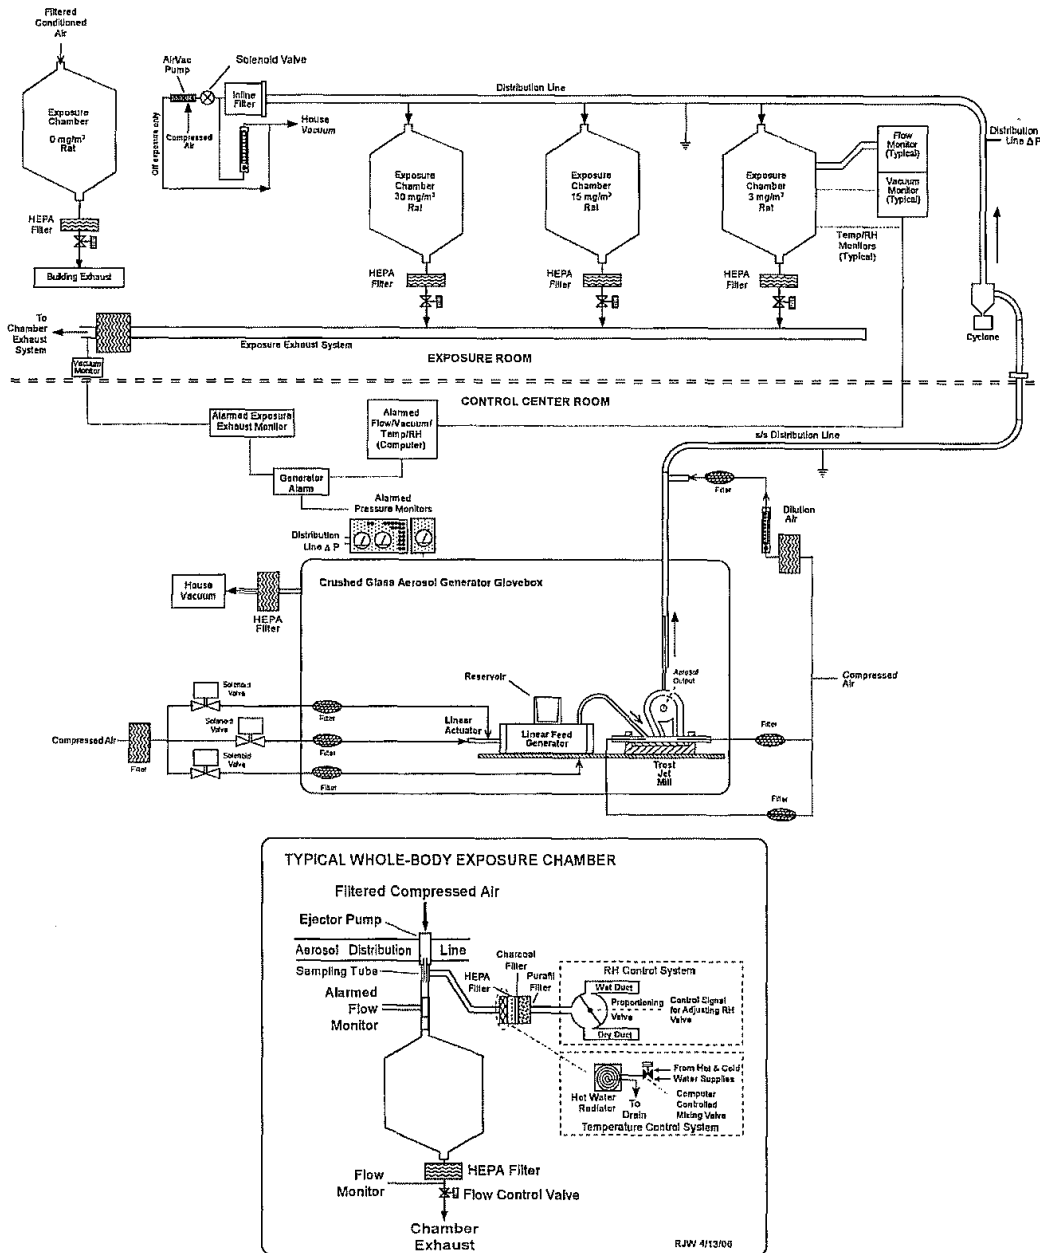 Filtered
Conditioned
Air
Exposure
Chamber
0 mg/m³
Rat
HEPA
Filter
Building Exhaust
AirVac
Pump
Solenoid Valve
Inline
Filter
Compressed
Air
Off exposure only
House
Vacuum
Distribution Line
Exposure
Chamber
30 mg/m³
Rat
HEPA
Filter
Exposure
Chamber
15 mg/m³
Rat
HEPA
Filter
Exposure
Chamber
3 mg/m³
Rat
HEPA
Filter
Flow
Monitor
(Typical)
Vacuum
Monitor
(Typical)
Temp/RH
Monitors
(Typical)
Distribution
Line Δ P
Cyclone
To
Chamber
Exhaust
System
Vacuum
Monitor
Exposure Exhaust System
EXPOSURE ROOM
CONTROL CENTER ROOM
Alarmed Exposure
Exhaust Monitor
Alarmed
Flow/Vacuum/
Temp/RH
(Computer)
Generator
Alarm
Alarmed
Pressure Monitors
Distribution
Line Δ P
s/s Distribution Line
Filter
Dilution
Air
House
Vacuum
HEPA
Filter
Crushed Glass Aerosol Generator Glovebox
Aerosol
Output
Reservoir
Linear
Actuator
Linear Feed
Generator
Trost
Jet
Mill
Compressed
Air
Filter
Filter
Compressed Air
Filter
Solenoid
Valve
Solenoid
Valve
Solenoid
Valve
Filter
Filter
Filter
TYPICAL WHOLE-BODY EXPOSURE CHAMBER
Filtered Compressed Air
Ejector Pump
Aerosol Distribution Line
Sampling Tube
Alarmed
Flow
Monitor
HEPA
Filter
Charcoal
Filter
Purafil
Filter
RH Control System
Wet Duct
Proportioning
Valve
Dry Duct
Control Signal
for Adjusting RH
Valve
From Hot & Cold
Water Supplies
Hot Water
Radiator
To
Drain
Computer
Controlled
Mixing Valve
Temperature Control System
HEPA Filter
Flow
Monitor
Flow Control Valve
Chamber
Exhaust
RJW 4/13/06